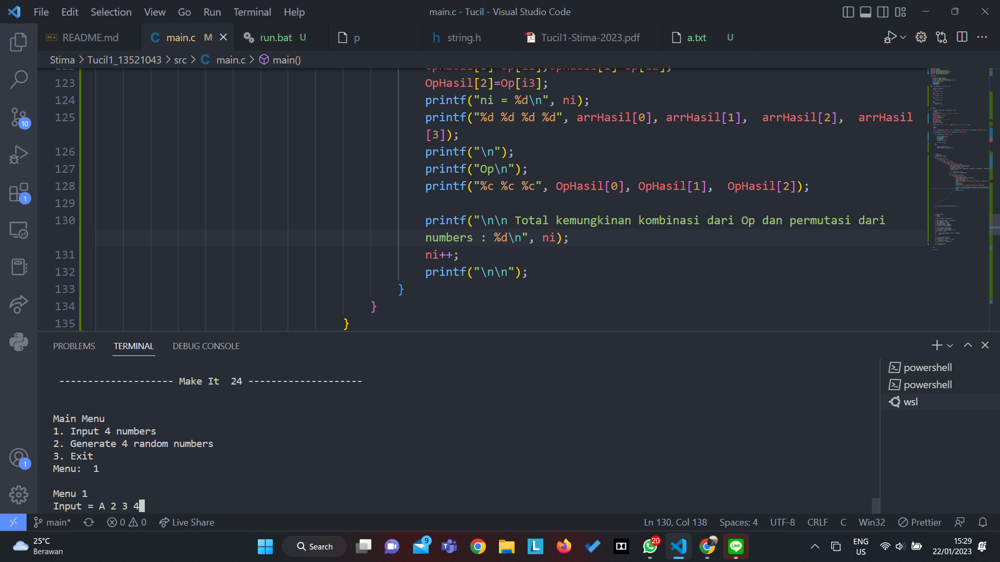 File Edit Selection View Go Run Terminal Help main.c - Tucil - Visual Studio Code
README.md main.c M run.bat U p string.h Tucil1-Stima-2023.pdf a.txt U
Stima > Tucil1_13521043 > src > C main.c > main()
123 OpHasil[2]=Op[i3];
124 printf("ni = %d\n", ni);
125 printf("%d %d %d %d", arrHasil[0], arrHasil[1],  arrHasil[2],  arrHasil
[3]);
126 printf("\n");
127 printf("Op\n");
128 printf("%c %c %c", OpHasil[0], OpHasil[1],  OpHasil[2]);
129
130 printf("\n\n Total kemungkinan kombinasi dari Op dan permutasi dari
numbers : %d\n", ni);
131 ni++;
132 printf("\n\n");
133 }
134 }
135 }
PROBLEMS TERMINAL DEBUG CONSOLE
powershell
powershell
wsl
-------------------- Make It  24 --------------------
Main Menu
1. Input 4 numbers
2. Generate 4 random numbers
3. Exit
Menu:  1
Menu 1
Input = A 2 3 4
10
1
1
main* 0 0 Live Share Ln 130, Col 138 Spaces: 4 UTF-8 CRLF C Win32 Prettier
25°C
Berawan
Search
9
20
ENG
US
15:29
22/01/2023